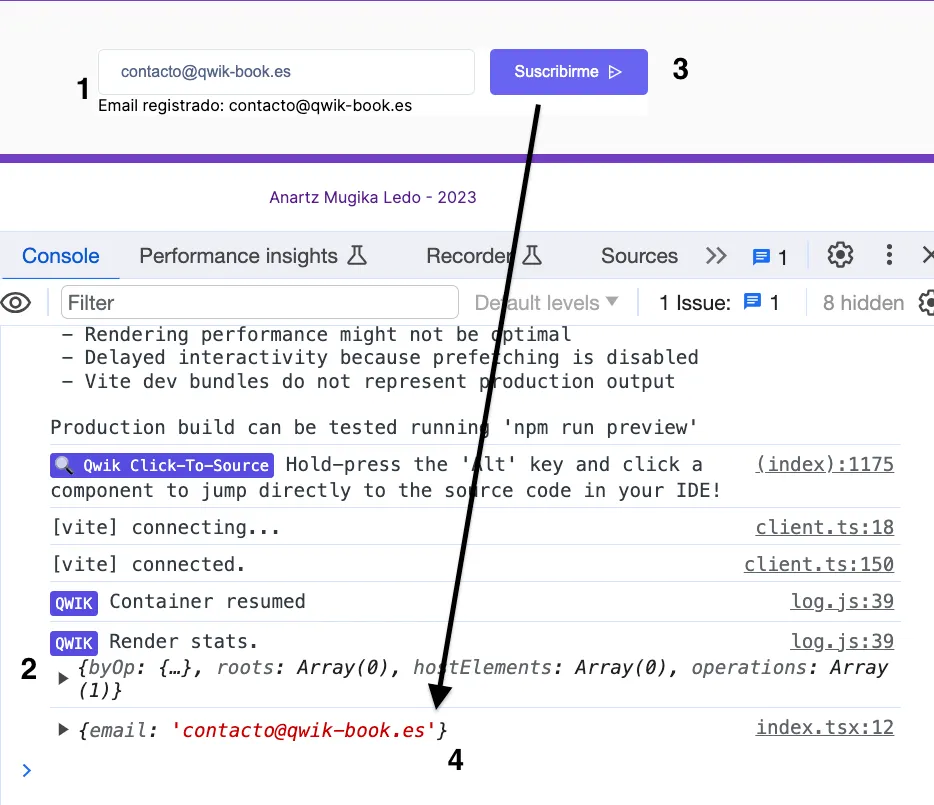 contacto@qwik-book.es
Suscribirme
3
1
Email registrado: contacto@qwik-book.es
Anartz Mugika Ledo - 2023
Console Performance insights Recorder Sources 1
Filter Default levels 1 Issue: 1 8 hidden
– Rendering performance might not be optimal
– Delayed interactivity because prefetching is disabled
– Vite dev bundles do not represent production output
Production build can be tested running 'npm run preview'
Qwik Click-To-Source Hold-press the 'Alt' key and click a (index):1175
component to jump directly to the source code in your IDE!
[vite] connecting... client.ts:18
[vite] connected. client.ts:150
QWIK Container resumed log.js:39
QWIK Render stats. log.js:39
2
{byOp: {…}, roots: Array(0), hostElements: Array(0), operations: Array
(1)}
{email: 'contacto@qwik-book.es'} index.tsx:12
4